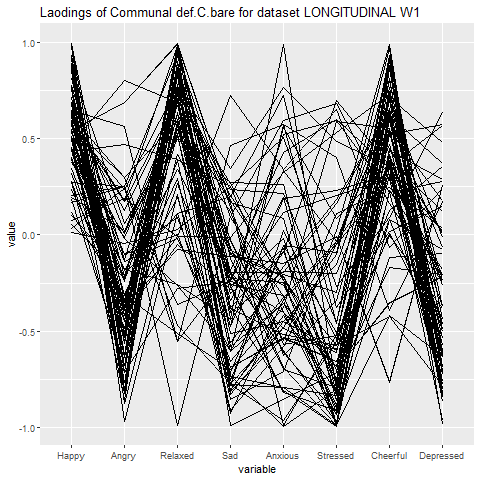 Laodings of Communal def.C.bare for dataset LONGITUDINAL W1
1.0
0.5
0.0
-0.5
-1.0
value
Happy Angry Relaxed Sad Anxious Stressed Cheerful Depressed
variable